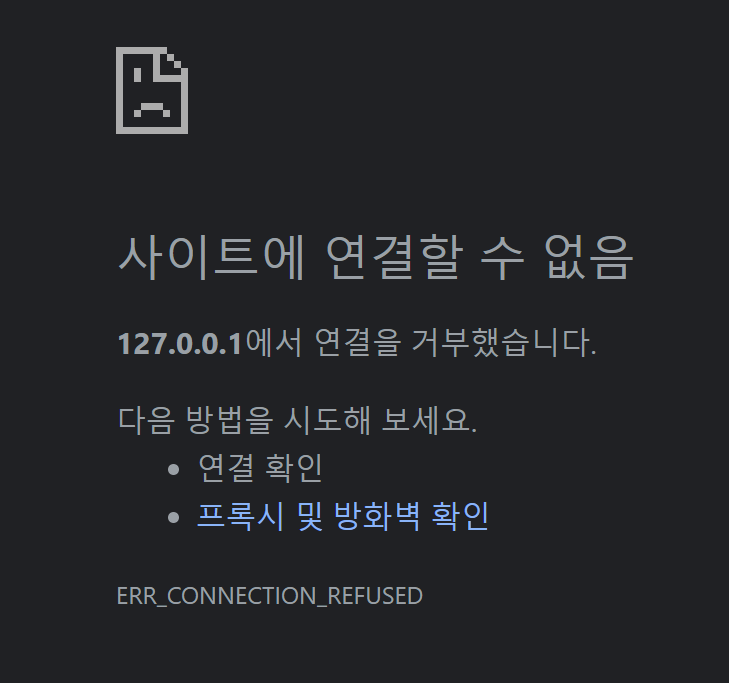 사이트에 연결할 수 없음
127.0.0.1에서 연결을 거부했습니다.
다음 방법을 시도해 보세요.
• 연결 확인
• 프록시 및 방화벽 확인
ERR_CONNECTION_REFUSED